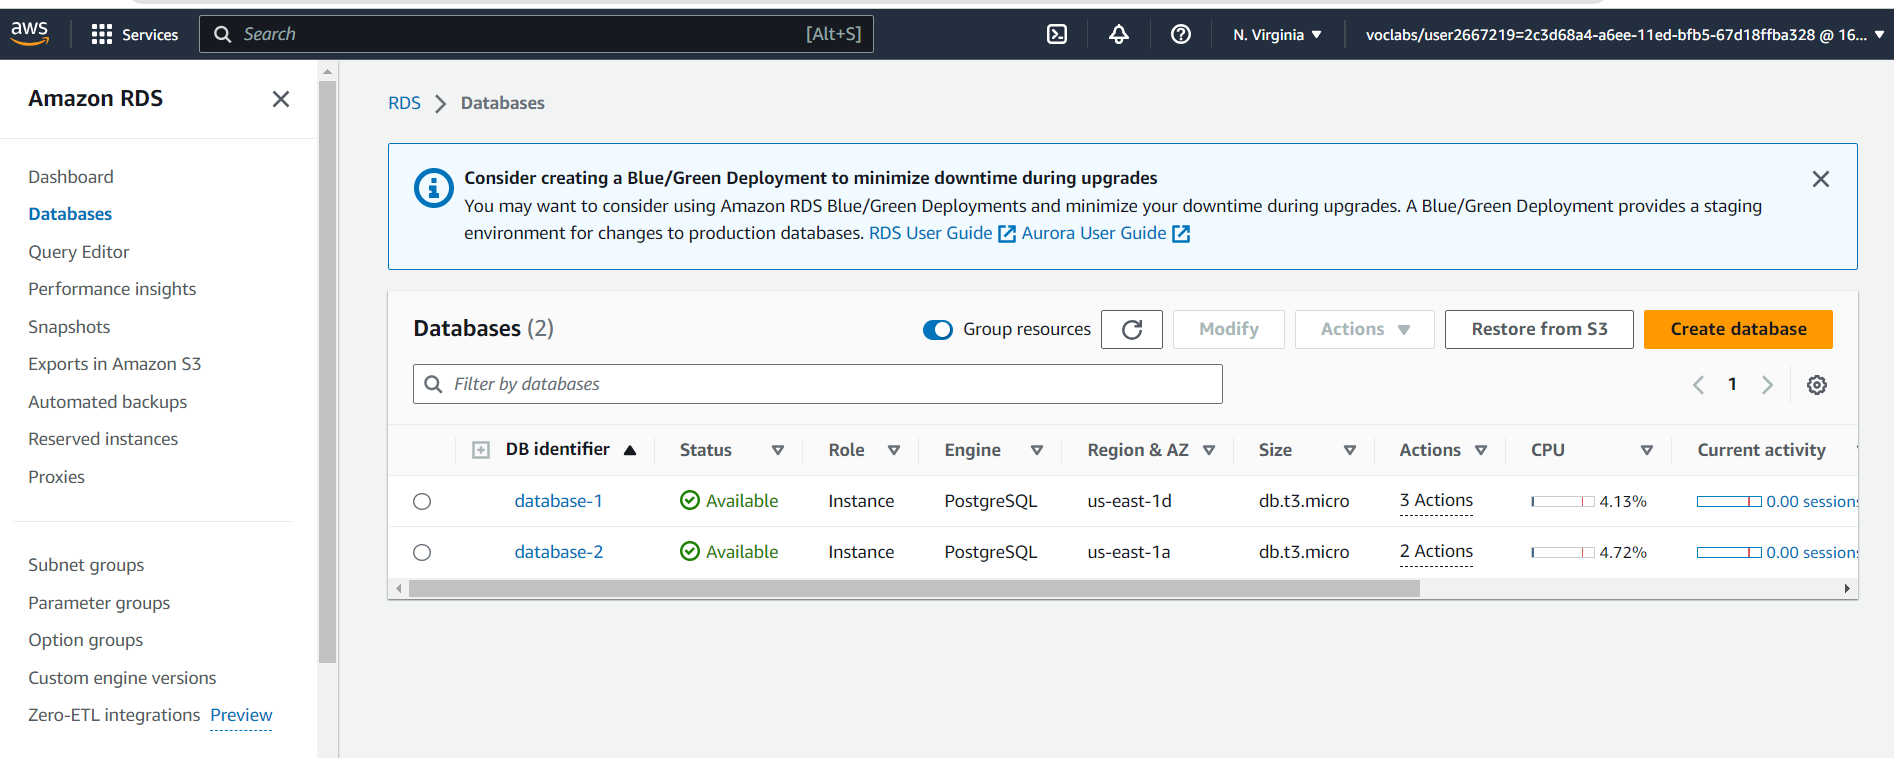 aws
Services
Search [Alt+S]
N. Virginia
voclabs/user2667219=2c3d68a4-a6ee-11ed-bfb5-67d18ffba328 @ 16...
Amazon RDS
Dashboard
Databases
Query Editor
Performance insights
Snapshots
Exports in Amazon S3
Automated backups
Reserved instances
Proxies
Subnet groups
Parameter groups
Option groups
Custom engine versions
Zero-ETL integrations Preview
RDS Databases
Consider creating a Blue/Green Deployment to minimize downtime during upgrades
You may want to consider using Amazon RDS Blue/Green Deployments and minimize your downtime during upgrades. A Blue/Green Deployment provides a staging
environment for changes to production databases. RDS User Guide Aurora User Guide
Databases (2) Group resources Modify Actions Restore from S3 Create database
Filter by databases 1
DB identifier Status Role Engine Region & AZ Size Actions CPU Current activity
database-1 Available Instance PostgreSQL us-east-1d db.t3.micro 3 Actions 4.13% 0.00 sessions
database-2 Available Instance PostgreSQL us-east-1a db.t3.micro 2 Actions 4.72% 0.00 sessions